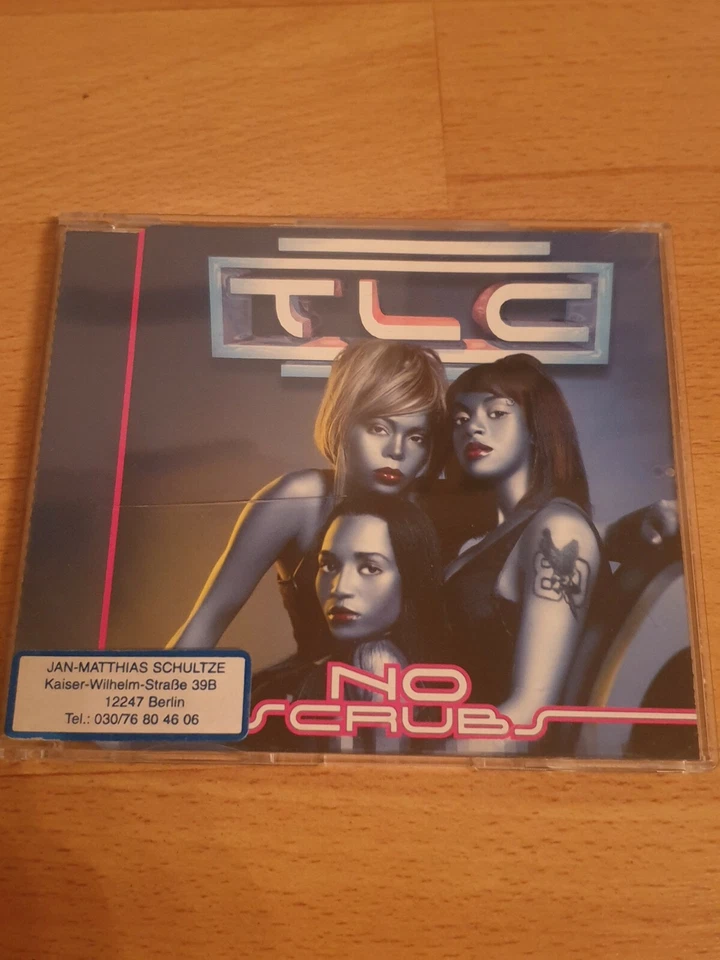 TLC
NO
SCRUBS
JAN-MATTHIAS SCHULTZE
Kaiser-Wilhelm-Straße 39B
12247 Berlin
Tel.: 030/76 80 46 06